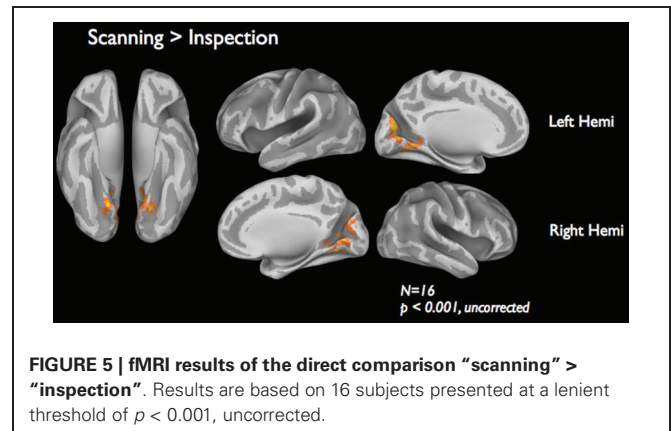 Scanning > Inspection
Left Hemi
Right Hemi
N=16
p < 0.001, uncorrected
FIGURE 5 | fMRI results of the direct comparison “scanning” >
“inspection”. Results are based on 16 subjects presented at a lenient
threshold of p < 0.001, uncorrected.